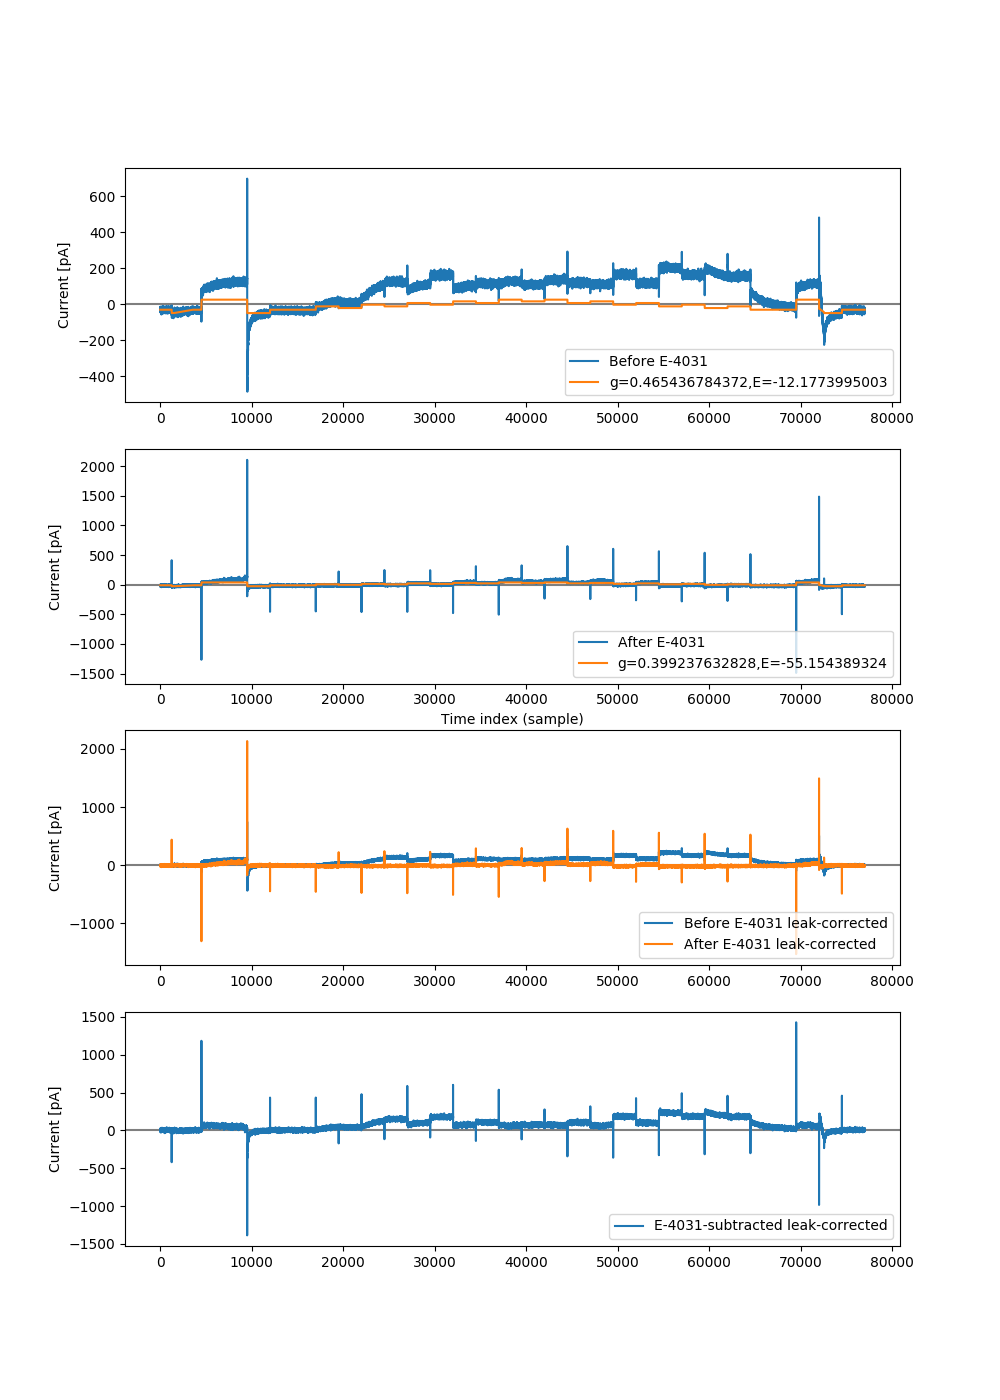 600
400
200
0
−200
−400
Current [pA]
Before E-4031
g=0.465436784372,E=-12.1773995003
0 10000 20000 30000 40000 50000 60000 70000 80000
2000
1500
1000
500
0
−500
−1000
−1500
Current [pA]
After E-4031
g=0.399237632828,E=-55.154389324
0 10000 20000 30000 40000 50000 60000 70000 80000
Time index (sample)
2000
1000
0
−1000
Current [pA]
Before E-4031 leak-corrected
After E-4031 leak-corrected
0 10000 20000 30000 40000 50000 60000 70000 80000
1500
1000
500
0
−500
−1000
−1500
Current [pA]
E-4031-subtracted leak-corrected
0 10000 20000 30000 40000 50000 60000 70000 80000